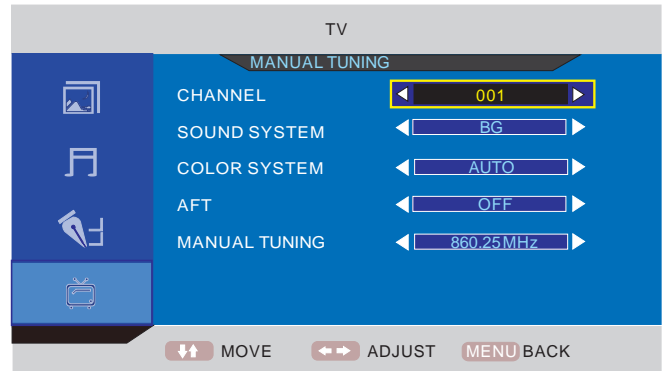 TV
MANUAL TUNING
CHANNEL 001
SOUND SYSTEM BG
COLOR SYSTEM AUTO
AFT OFF
MANUAL TUNING 860.25MHz
MOVE ADJUST MENU BACK